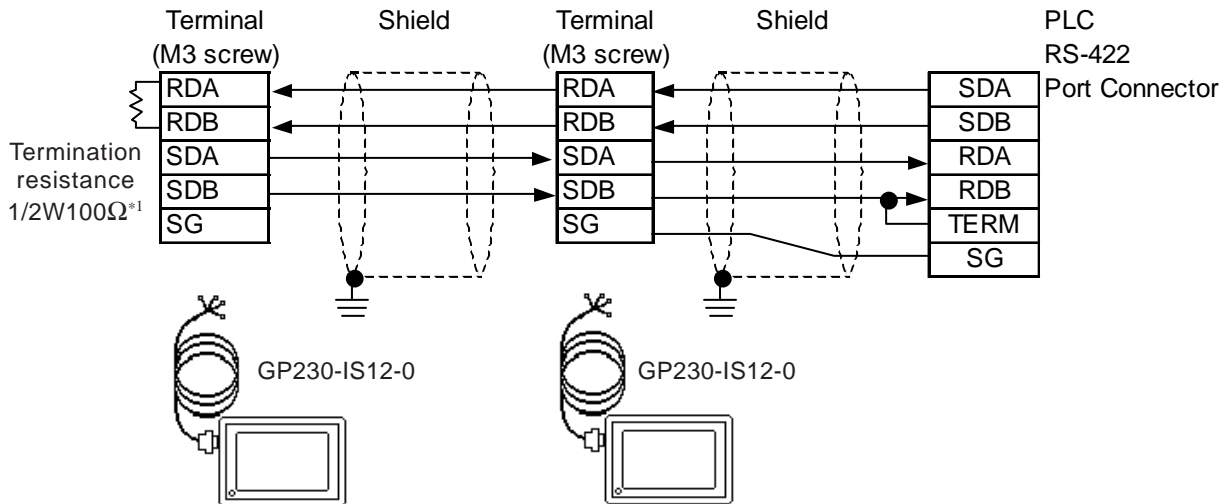 Terminal
(M3 screw)
Shield
Terminal
(M3 screw)
Shield
PLC
RS-422
Port Connector
RDA
RDB
SDA
SDB
SG
Termination
resistance
1/2W100Ω*1
RDA
RDB
SDA
SDB
SG
SDA
SDB
RDA
RDB
TERM
SG
GP230-IS12-0
GP230-IS12-0